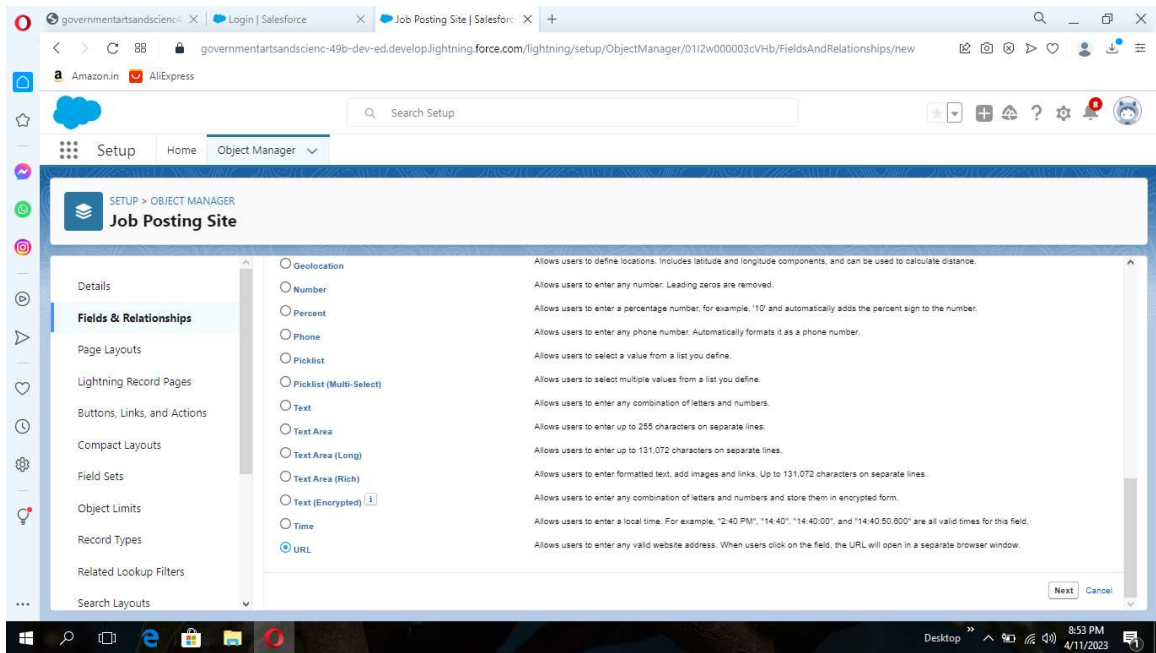 governmentartsandscience
Login | Salesforce
Job Posting Site | Salesforc
governmentartsandscienc-49b-dev-ed.develop.lightning.force.com/lightning/setup/ObjectManager/01I2w000003cVHb/FieldsAndRelationships/new
a Amazon.in AliExpress
Search Setup
8
Setup Home Object Manager
SETUP > OBJECT MANAGER
Job Posting Site
Details
Fields & Relationships
Page Layouts
Lightning Record Pages
Buttons, Links, and Actions
Compact Layouts
Field Sets
Object Limits
Record Types
Related Lookup Filters
Search Layouts
Geolocation Allows users to define locations. Includes latitude and longitude components, and can be used to calculate distance.
Number Allows users to enter any number. Leading zeros are removed.
Percent Allows users to enter a percentage number, for example, '10' and automatically adds the percent sign to the number.
Phone Allows users to enter any phone number. Automatically formats it as a phone number.
Picklist Allows users to select a value from a list you define.
Picklist (Multi-Select) Allows users to select multiple values from a list you define.
Text Allows users to enter any combination of letters and numbers.
Text Area Allows users to enter up to 255 characters on separate lines.
Text Area (Long) Allows users to enter up to 131,072 characters on separate lines.
Text Area (Rich) Allows users to enter formatted text, add images and links. Up to 131,072 characters on separate lines.
Text (Encrypted) i Allows users to enter any combination of letters and numbers and store them in encrypted form.
Time Allows users to enter a local time. For example, "2:40 PM", "14:40", "14:40:00", and "14:40:50.600" are all valid times for this field.
URL Allows users to enter any valid website address. When users click on the field, the URL will open in a separate browser window.
Next Cancel
Desktop
8:53 PM
4/11/2023
1